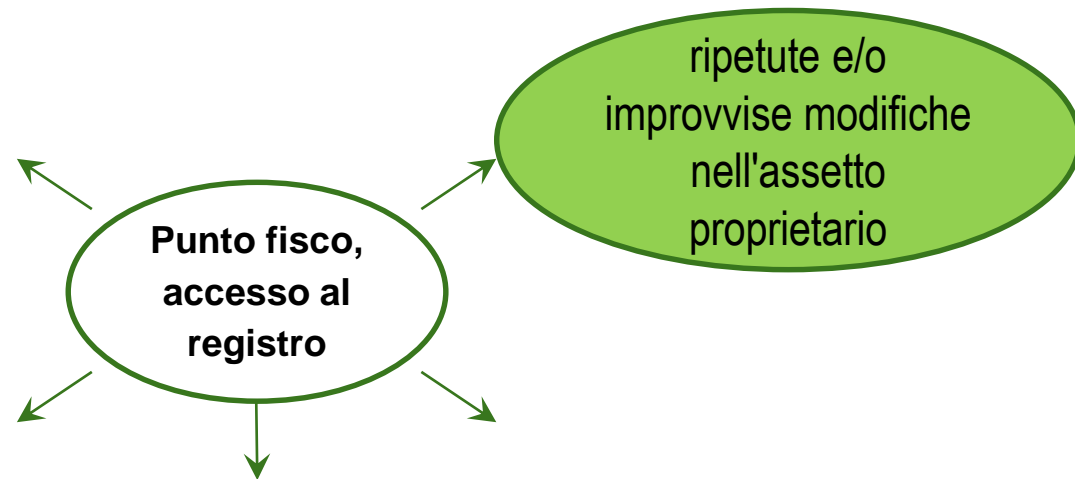 ripetute e/o
improvvise modifiche
nell'assetto
proprietario
Punto fisco,
accesso al
registro